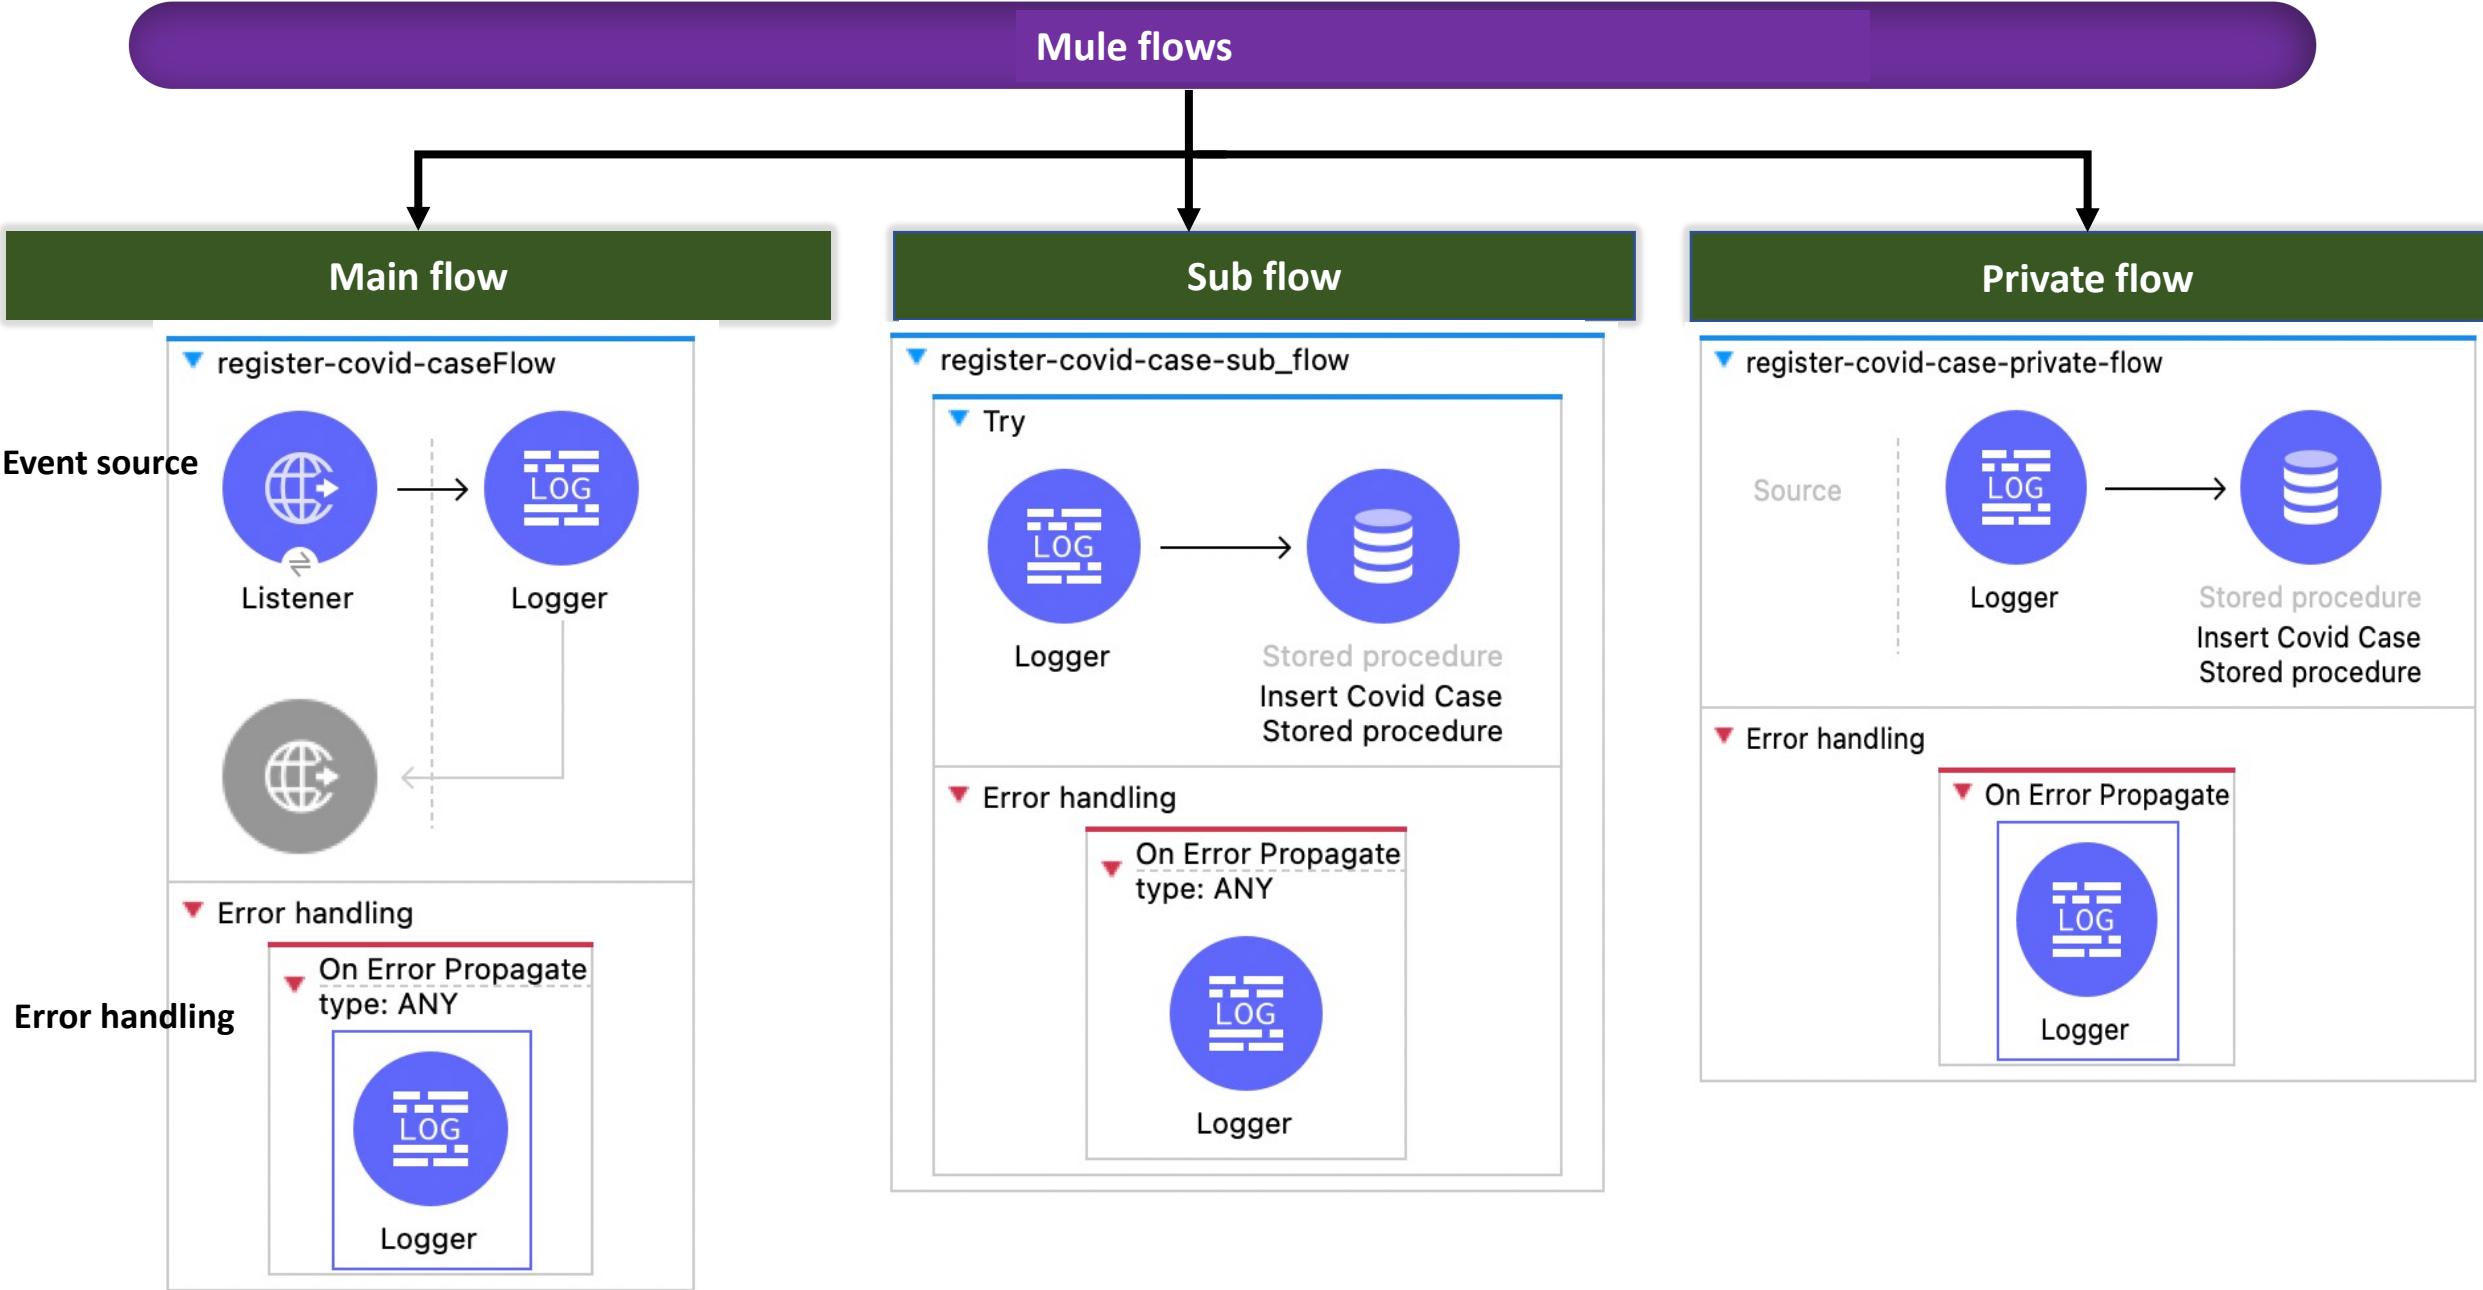 Mule flows
Main flow
register-covid-caseFlow
Event source
LOG
Listener
Logger
Error handling
On Error Propagate
type: ANY
Error handling
LOG
Logger
Sub flow
register-covid-case-sub_flow
Try
LOG
Logger
Stored procedure
Insert Covid Case
Stored procedure
Error handling
On Error Propagate
type: ANY
LOG
Logger
Private flow
register-covid-case-private-flow
Source
LOG
Logger
Stored procedure
Insert Covid Case
Stored procedure
Error handling
On Error Propagate
LOG
Logger